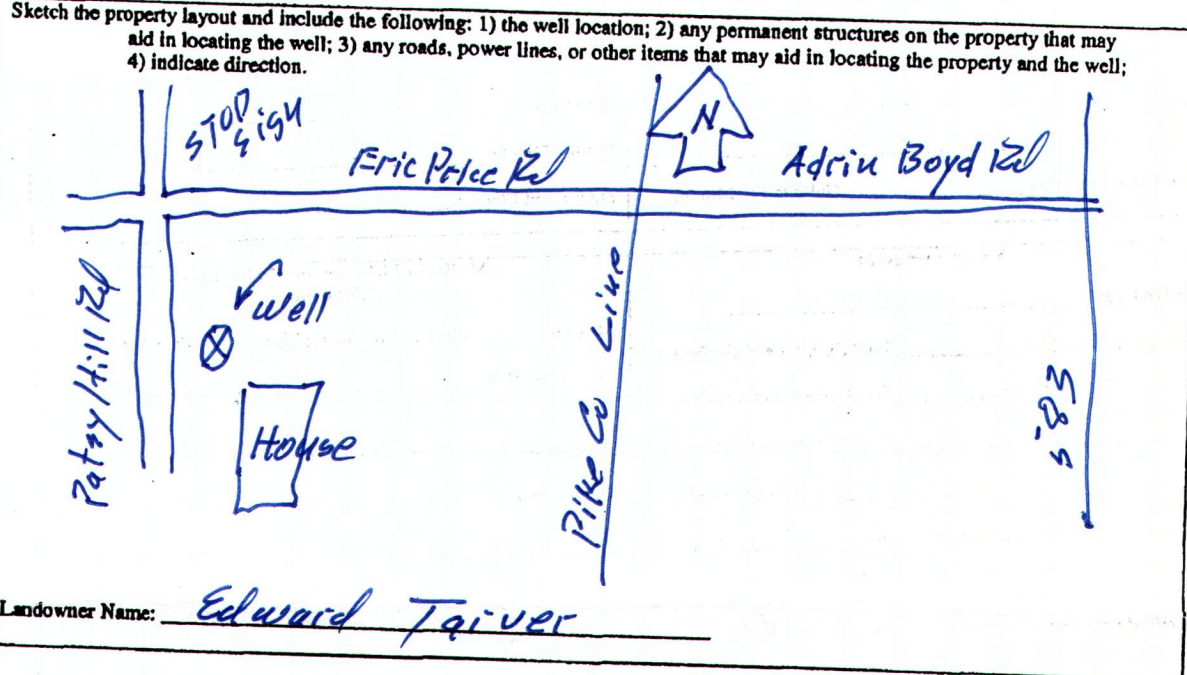 Sketch the property layout and include the following: 1) the well location; 2) any permanent structures on the property that may
aid in locating the well; 3) any roads, power lines, or other items that may aid in locating the property and the well;
4) indicate direction.
STOP
Sign
N
Eric Price Rd
Adrin Boyd Rd
Patsy Hill Rd
Well
House
Pike Co Line
583
Landowner Name: Edward Tarver